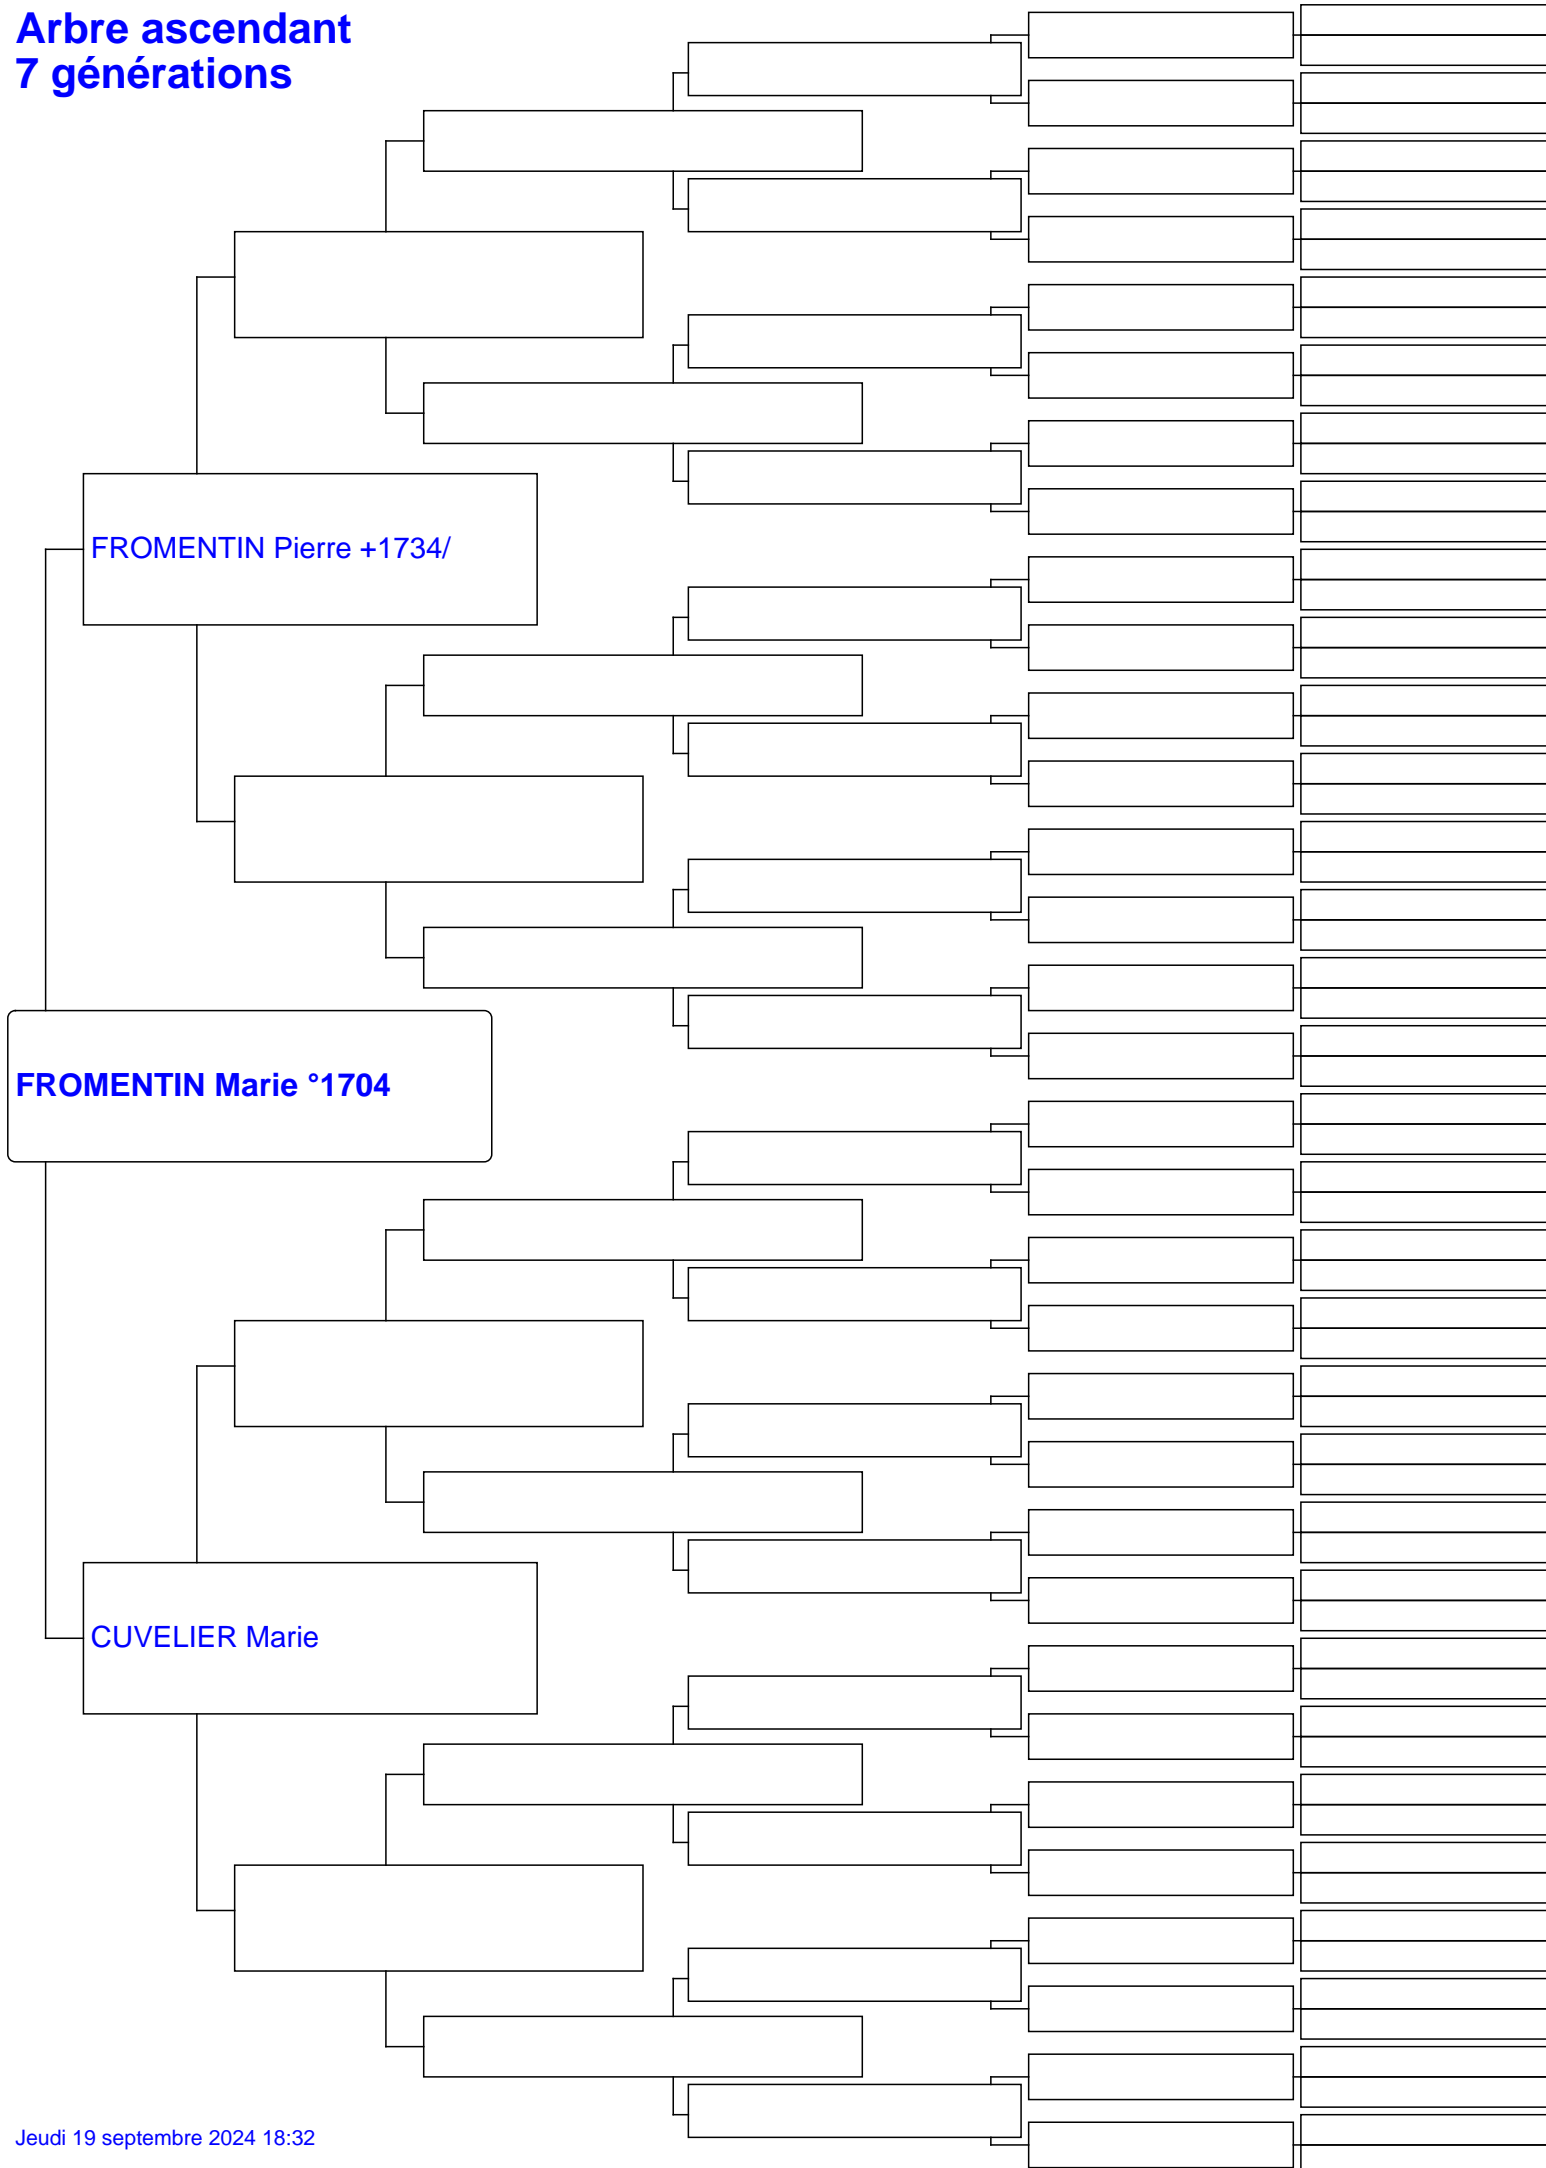 Arbre ascendant
7 générations
FROMENTIN Pierre +1734/
FROMENTIN Marie °1704
CUVELIER Marie
Jeudi 19 septembre 2024 18:32